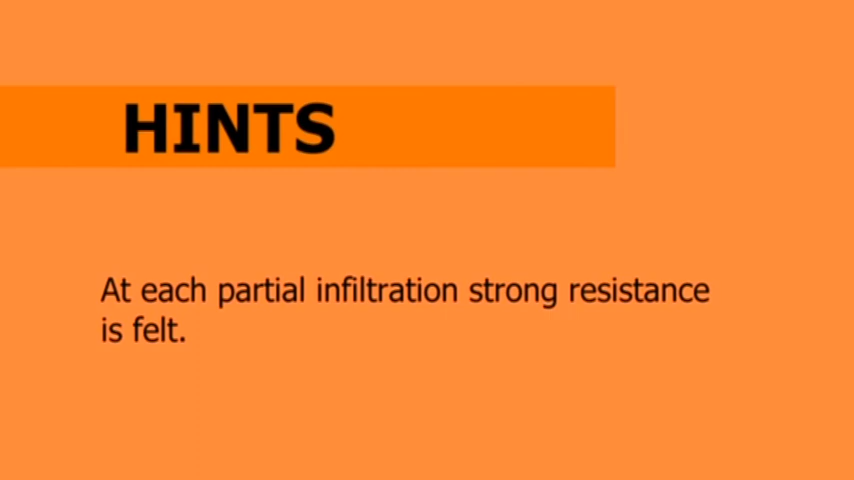 HINTS
At each partial infiltration strong resistance
is felt.